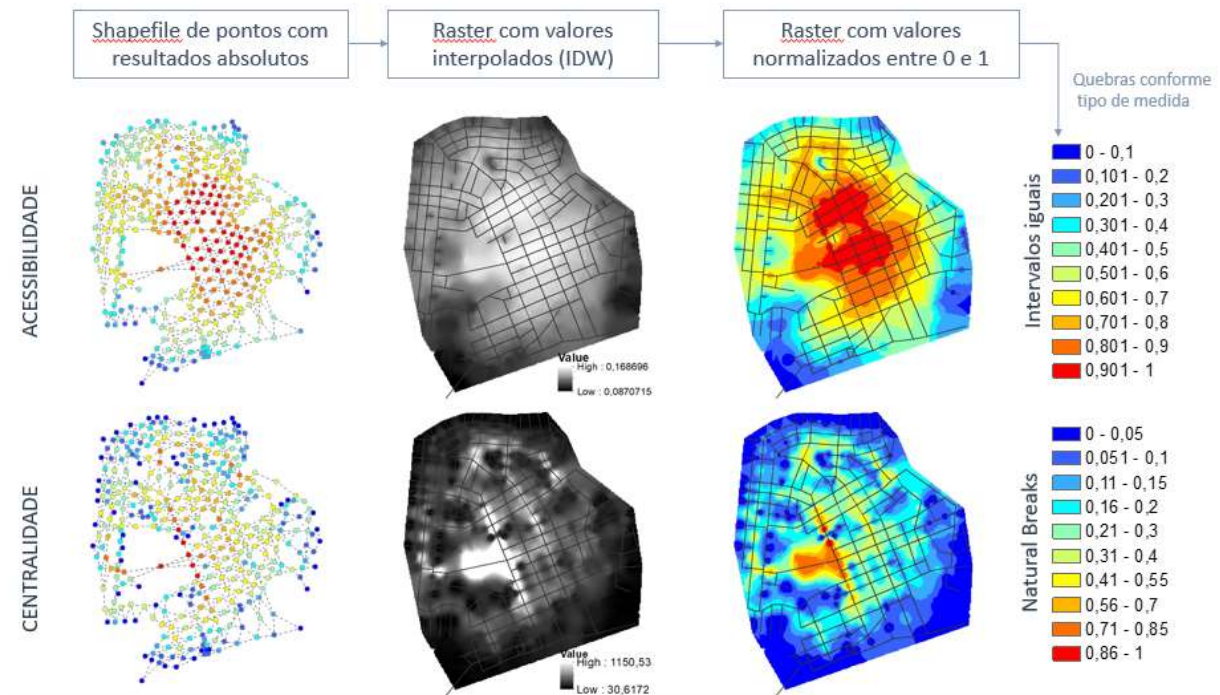 Shapefile de pontos com
resultados absolutos
Raster com valores
interpolados (IDW)
Raster com valores
normalizados entre 0 e 1
Quebras conforme
tipo de medida
ACESSIBILIDADE
Value
High : 0,168696
Low : 0,0870715
Intervalos iguais
0 - 0,1
0,101 - 0,2
0,201 - 0,3
0,301 - 0,4
0,401 - 0,5
0,501 - 0,6
0,601 - 0,7
0,701 - 0,8
0,801 - 0,9
0,901 - 1
CENTRALIDADE
Value
High : 1150,53
Low : 30,6172
Natural Breaks
0 - 0,05
0,051 - 0,1
0,11 - 0,15
0,16 - 0,2
0,21 - 0,3
0,31 - 0,4
0,41 - 0,55
0,56 - 0,7
0,71 - 0,85
0,86 - 1